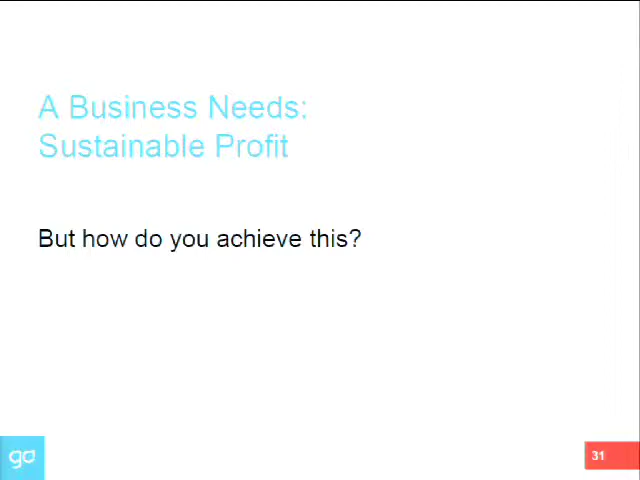 A Business Needs:
Sustainable Profit
But how do you achieve this?
go
31